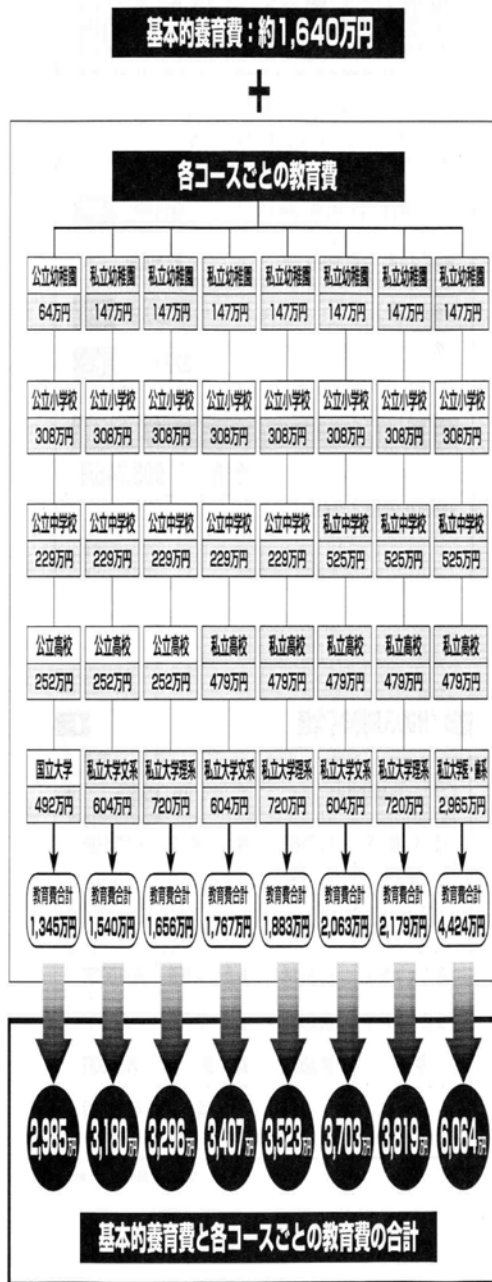 基本的養育費：約1,640万円
＋
各コースごとの教育費
公立幼稚園 私立幼稚園 私立幼稚園 私立幼稚園 私立幼稚園 私立幼稚園 私立幼稚園 私立幼稚園
64万円 147万円 147万円 147万円 147万円 147万円 147万円 147万円
公立小学校 公立小学校 公立小学校 公立小学校 公立小学校 公立小学校 公立小学校 公立小学校
308万円 308万円 308万円 308万円 308万円 308万円 308万円 308万円
公立中学校 公立中学校 公立中学校 公立中学校 公立中学校 私立中学校 私立中学校 私立中学校
229万円 229万円 229万円 229万円 229万円 525万円 525万円 525万円
公立高校 公立高校 公立高校 私立高校 私立高校 私立高校 私立高校 私立高校
252万円 252万円 252万円 479万円 479万円 479万円 479万円 479万円
国立大学 私立大学文系 私立大学理系 私立大学文系 私立大学理系 私立大学文系 私立大学理系 私立大学医・歯系
492万円 604万円 720万円 604万円 720万円 604万円 720万円 2,965万円
教育費合計 教育費合計 教育費合計 教育費合計 教育費合計 教育費合計 教育費合計 教育費合計
1,345万円 1,540万円 1,656万円 1,767万円 1,883万円 2,063万円 2,179万円 4,424万円
2,985万円 3,180万円 3,296万円 3,407万円 3,523万円 3,703万円 3,819万円 6,064万円
基本的養育費と各コースごとの教育費の合計